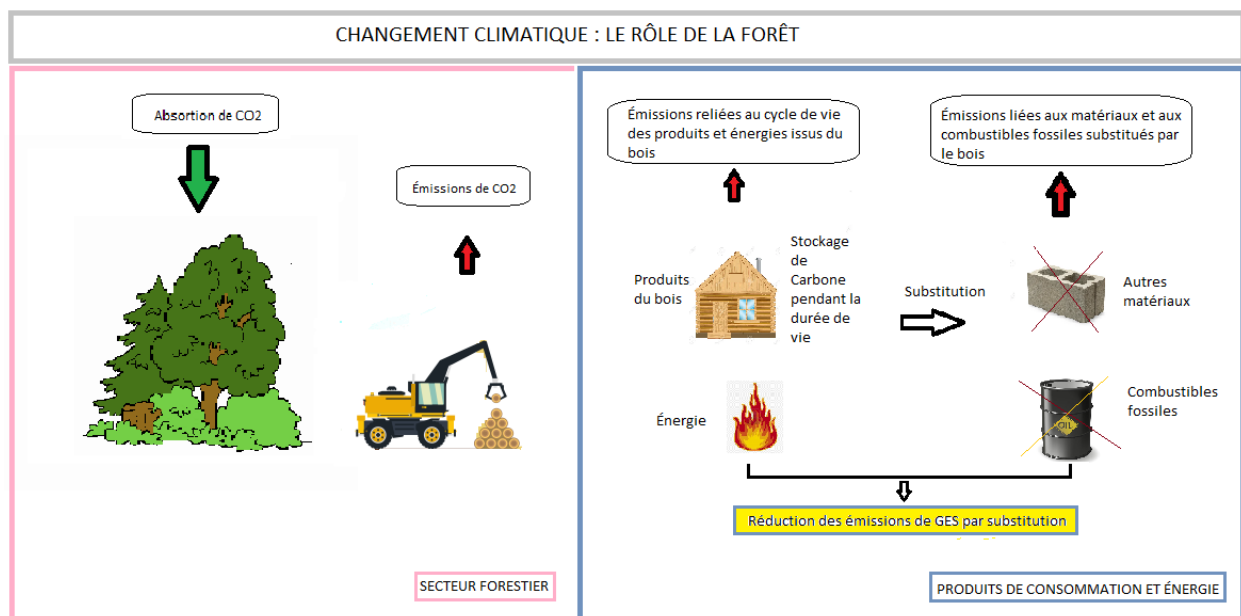 CHANGEMENT CLIMATIQUE : LE RÔLE DE LA FORÊT
Absortion de CO2
Émissions de CO2
SECTEUR FORESTIER
Émissions reliées au cycle de vie
des produits et énergies issus du
bois
Émissions liées aux matériaux et aux
combustibles fossiles substitués par
le bois
Produits
du bois
Stockage
de
Carbone
pendant la
durée de
vie
Substitution
Autres
matériaux
Énergie
OIL
Combustibles
fossiles
Réduction des émissions de GES par substitution
PRODUITS DE CONSOMMATION ET ÉNERGIE